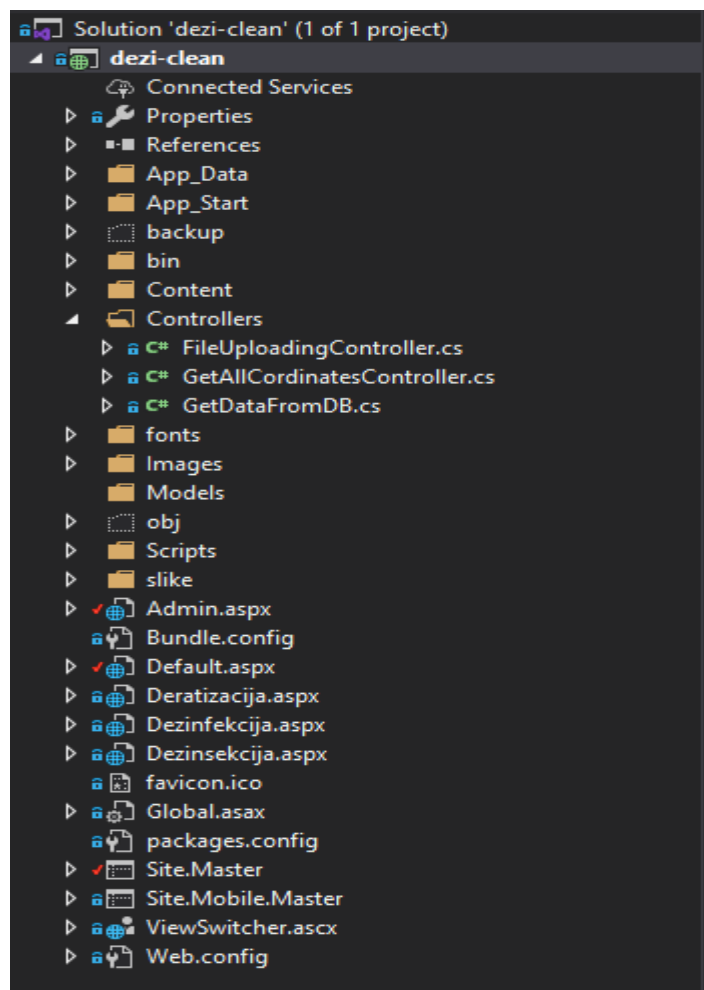 Solution 'dezi-clean' (1 of 1 project)
dezi-clean
Connected Services
Properties
References
App_Data
App_Start
backup
bin
Content
Controllers
C# FileUploadingController.cs
C# GetAllCordinatesController.cs
C# GetDataFromDB.cs
fonts
Images
Models
obj
Scripts
slike
Admin.aspx
Bundle.config
Default.aspx
Deratizacija.aspx
Dezinfekcija.aspx
Dezinsekcija.aspx
favicon.ico
Global.asax
packages.config
Site.Master
Site.Mobile.Master
ViewSwitcher.ascx
Web.config